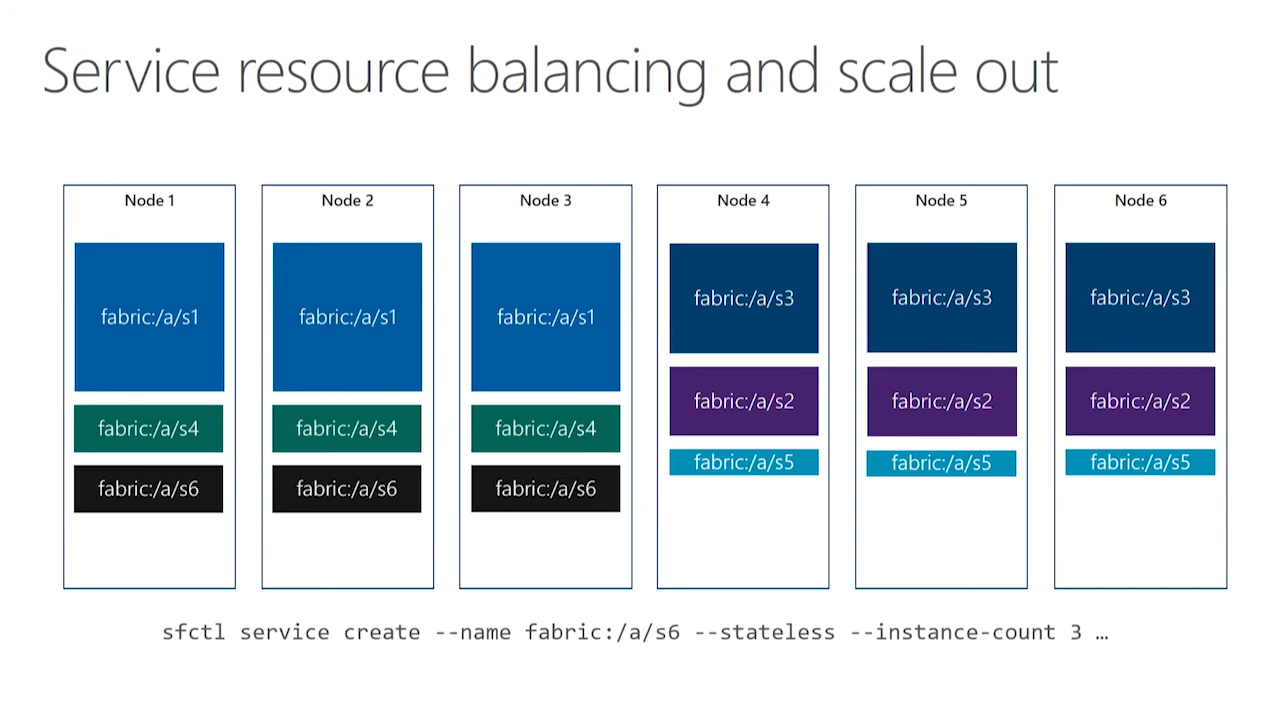 Service resource balancing and scale out
Node 1
fabric:/a/s1
fabric:/a/s4
fabric:/a/s6
Node 2
fabric:/a/s1
fabric:/a/s4
fabric:/a/s6
Node 3
fabric:/a/s1
fabric:/a/s4
fabric:/a/s6
Node 4
fabric:/a/s3
fabric:/a/s2
fabric:/a/s5
Node 5
fabric:/a/s3
fabric:/a/s2
fabric:/a/s5
Node 6
fabric:/a/s3
fabric:/a/s2
fabric:/a/s5
sfctl service create --name fabric:/a/s6 --stateless --instance-count 3 …